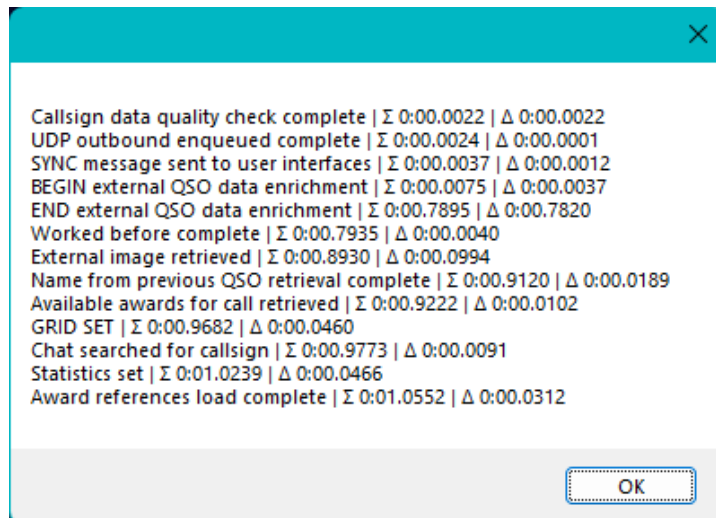 Callsign data quality check complete | Σ 0:00.0022 | Δ 0:00.0022
UDP outbound enqueued complete | Σ 0:00.0024 | Δ 0:00.0001
SYNC message sent to user interfaces | Σ 0:00.0037 | Δ 0:00.0012
BEGIN external QSO data enrichment | Σ 0:00.0075 | Δ 0:00.0037
END external QSO data enrichment | Σ 0:00.7895 | Δ 0:00.7820
Worked before complete | Σ 0:00.7935 | Δ 0:00.0040
External image retrieved | Σ 0:00.8930 | Δ 0:00.0994
Name from previous QSO retrieval complete | Σ 0:00.9120 | Δ 0:00.0189
Available awards for call retrieved | Σ 0:00.9222 | Δ 0:00.0102
GRID SET | Σ 0:00.9682 | Δ 0:00.0460
Chat searched for callsign | Σ 0:00.9773 | Δ 0:00.0091
Statistics set | Σ 0:01.0239 | Δ 0:00.0466
Award references load complete | Σ 0:01.0552 | Δ 0:00.0312
OK